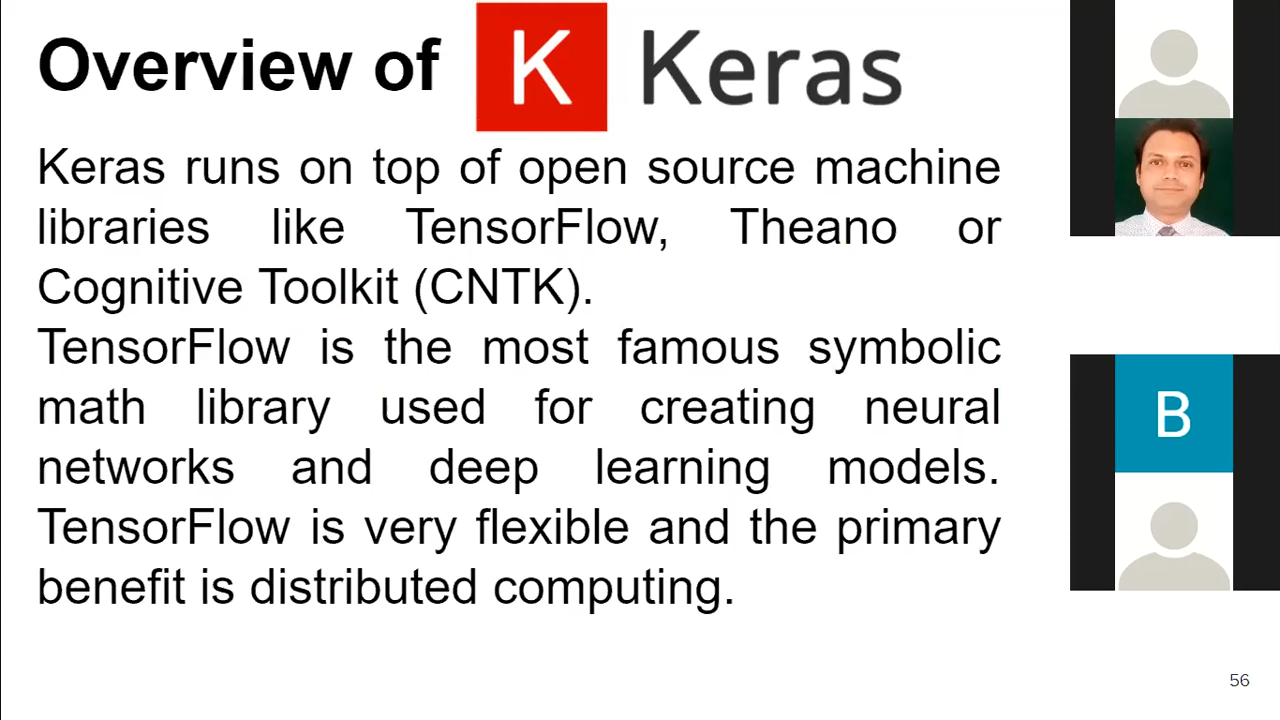 Overview of K Keras
Keras runs on top of open source machine
libraries like TensorFlow, Theano or
Cognitive Toolkit (CNTK).
TensorFlow is the most famous symbolic
math library used for creating neural
networks and deep learning models.
TensorFlow is very flexible and the primary
benefit is distributed computing.
B
56